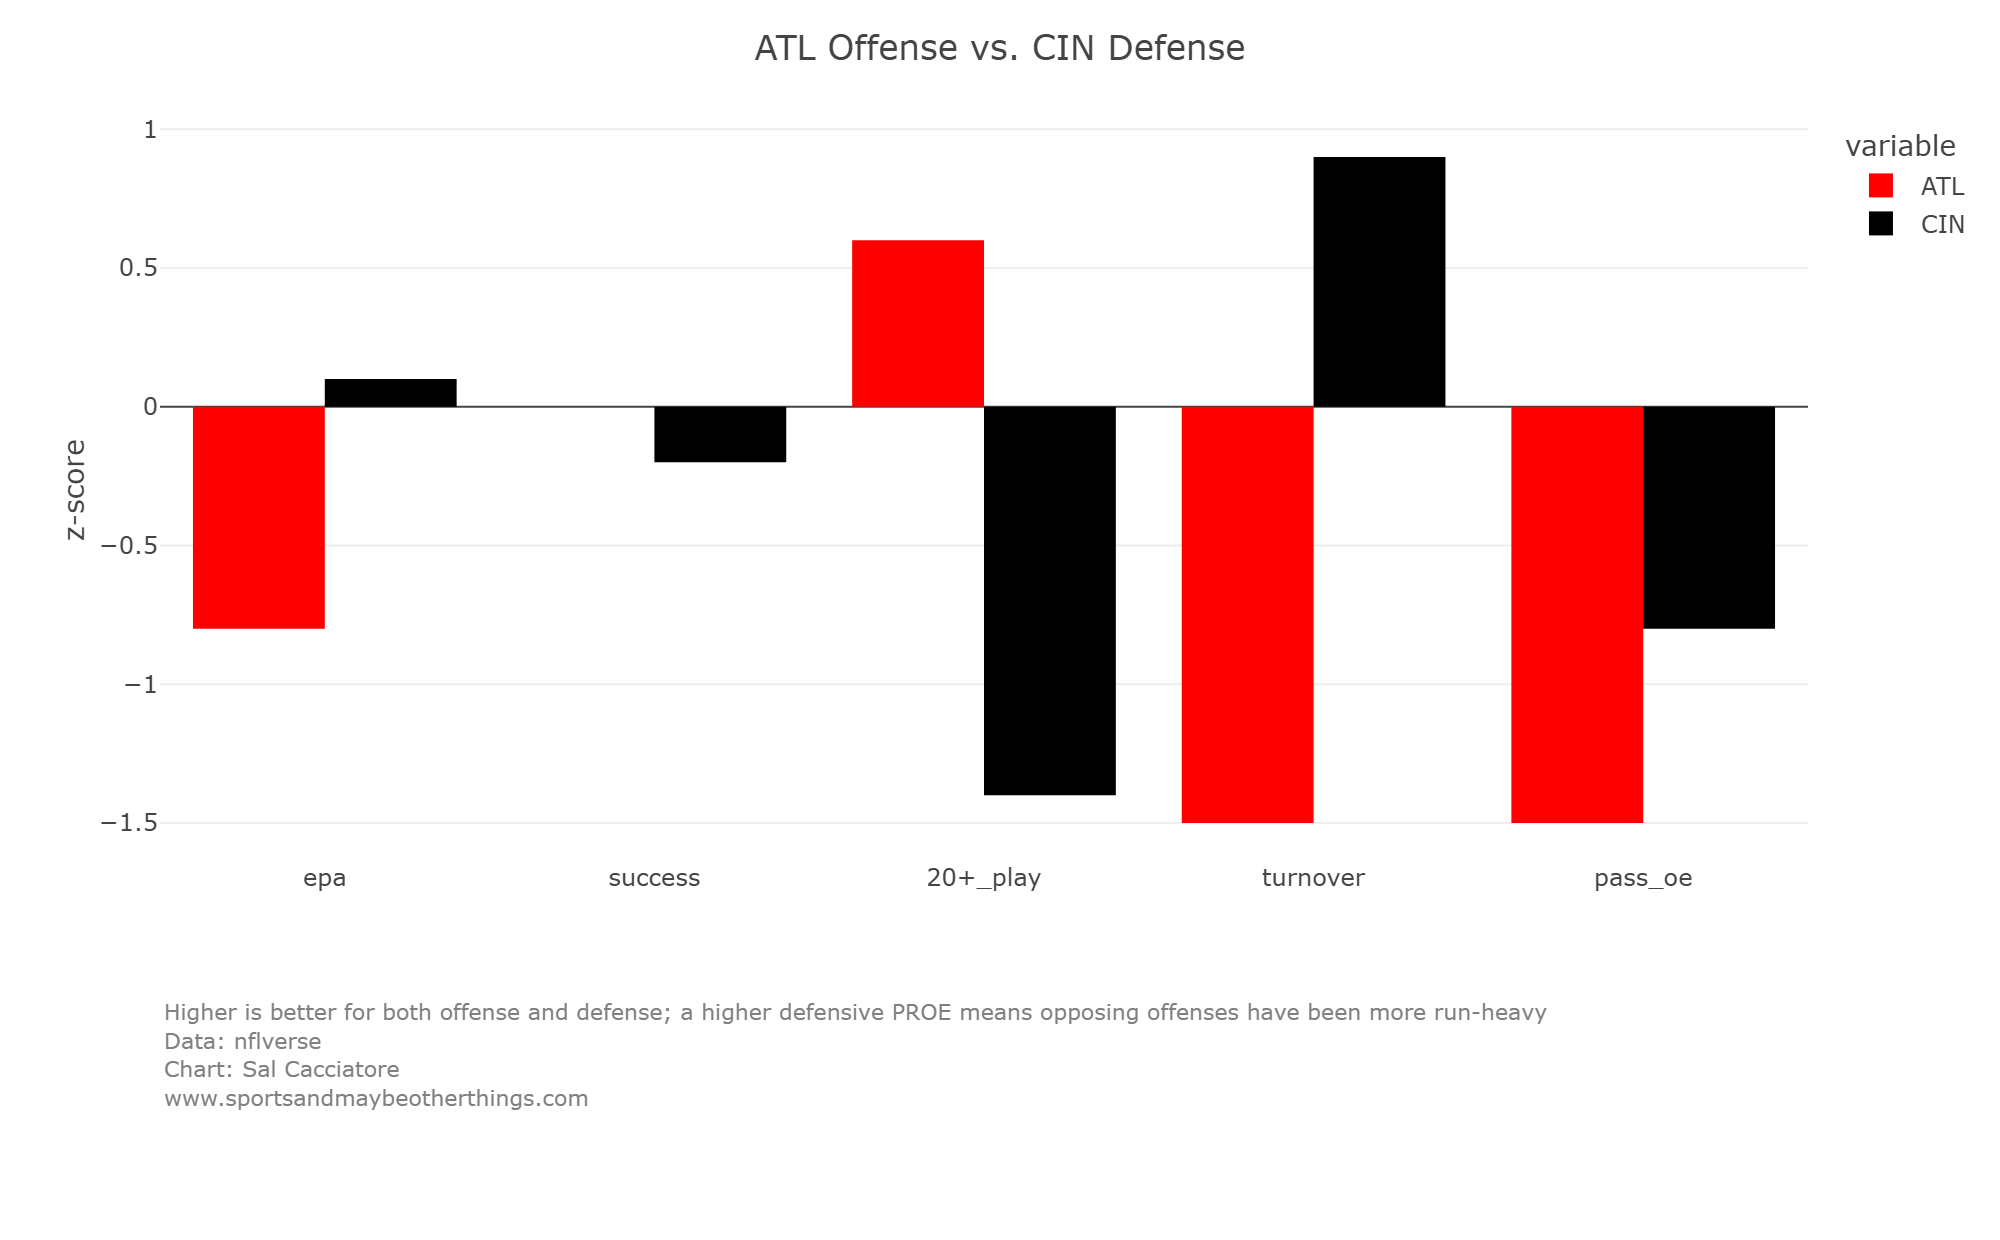 ATL Offense vs. CIN Defense
1
0.5
0
−0.5
−1
−1.5
z-score
epa
success
20+_play
turnover
pass_oe
variable
ATL
CIN
Higher is better for both offense and defense; a higher defensive PROE means opposing offenses have been more run-heavy
Data: nflverse
Chart: Sal Cacciatore
www.sportsandmaybeotherthings.com